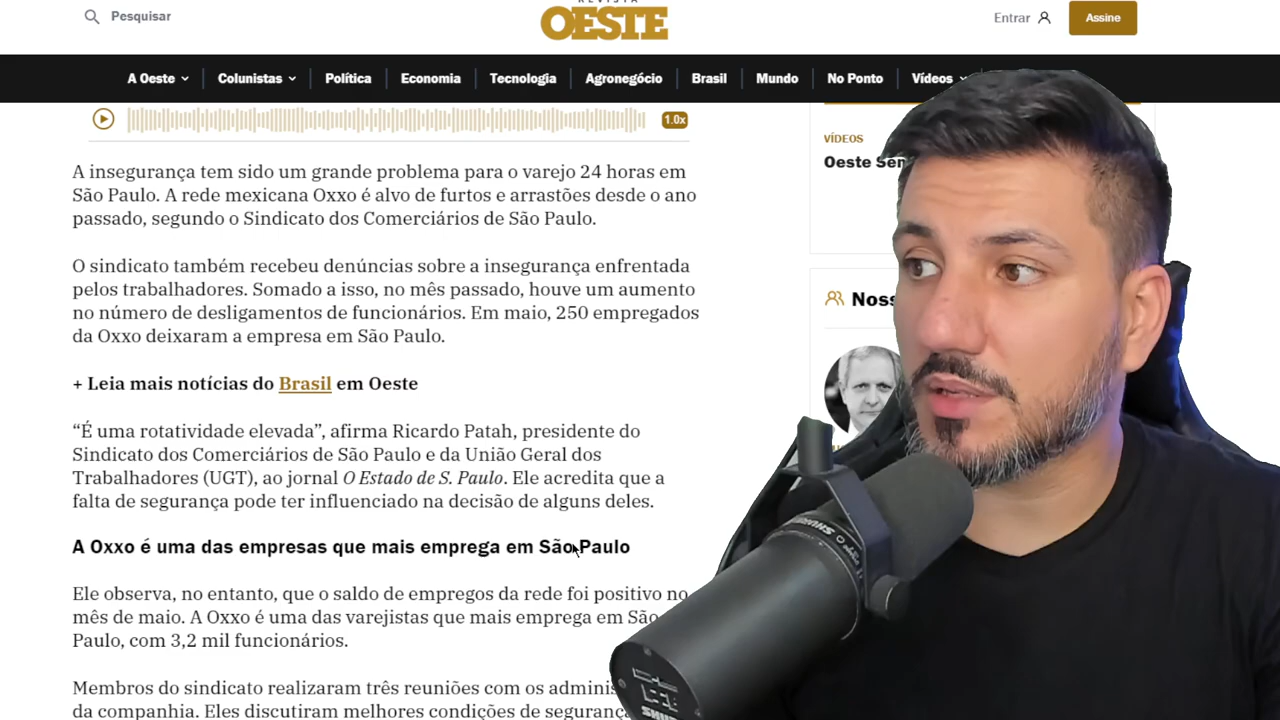 Pesquisar
REVISTA
OESTE
Entrar
Assine
A Oeste
Colunistas
Política
Economia
Tecnologia
Agronegócio
Brasil
Mundo
No Ponto
Vídeos
1.0x
A insegurança tem sido um grande problema para o varejo 24 horas em
São Paulo. A rede mexicana Oxxo é alvo de furtos e arrastões desde o ano
passado, segundo o Sindicato dos Comerciários de São Paulo.
O sindicato também recebeu denúncias sobre a insegurança enfrentada
pelos trabalhadores. Somado a isso, no mês passado, houve um aumento
no número de desligamentos de funcionários. Em maio, 250 empregados
da Oxxo deixaram a empresa em São Paulo.
+ Leia mais notícias do Brasil em Oeste
“É uma rotatividade elevada”, afirma Ricardo Patah, presidente do
Sindicato dos Comerciários de São Paulo e da União Geral dos
Trabalhadores (UGT), ao jornal O Estado de S. Paulo. Ele acredita que a
falta de segurança pode ter influenciado na decisão de alguns deles.
A Oxxo é uma das empresas que mais emprega em São Paulo
Ele observa, no entanto, que o saldo de empregos da rede foi positivo no
mês de maio. A Oxxo é uma das varejistas que mais emprega em São
Paulo, com 3,2 mil funcionários.
Membros do sindicato realizaram três reuniões com os
da companhia. Eles discutiram melhores condições de
VÍDEOS
Oeste
SHURE